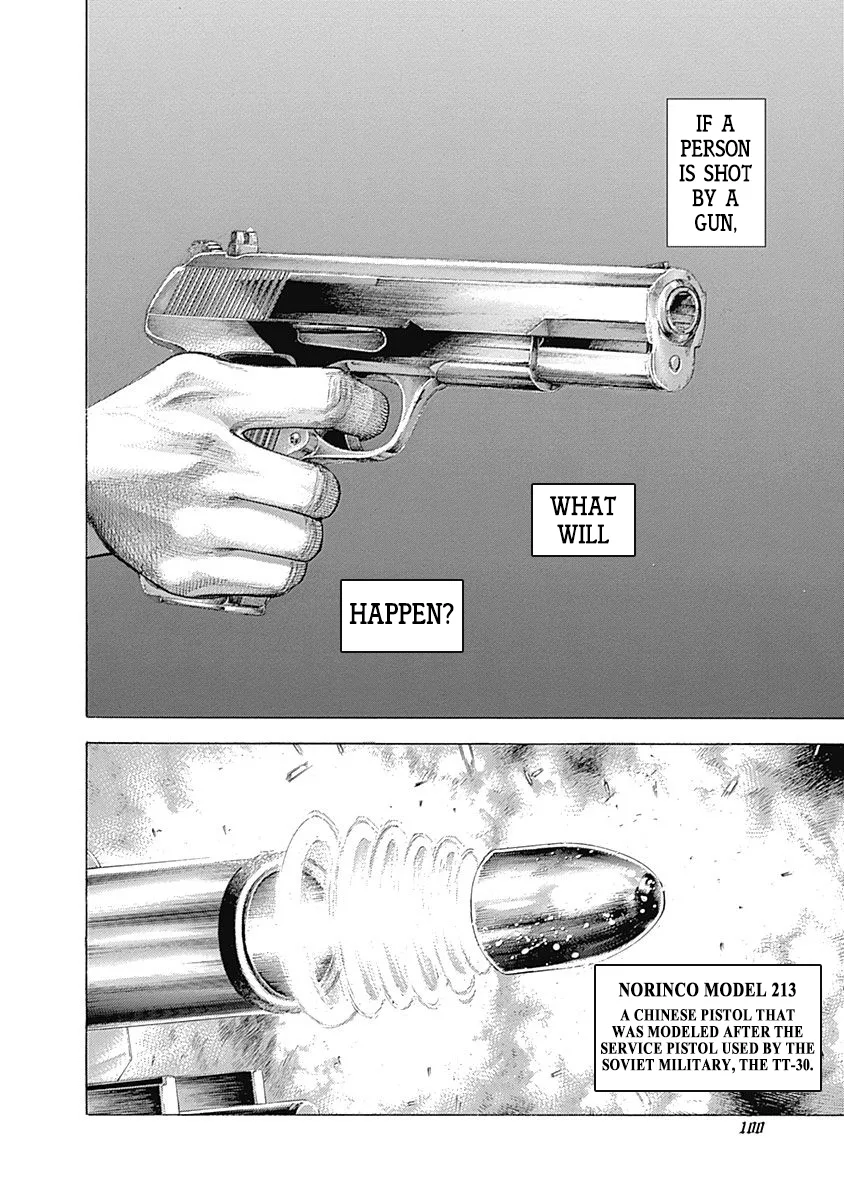 IF A
PERSON
IS SHOT
BY A
GUN,
WHAT
WILL
HAPPEN?
NORINCO MODEL 213
A CHINESE PISTOL THAT
WAS MODELED AFTER THE
SERVICE PISTOL USED BY THE
SOVIET MILITARY, THE TT-30.
100